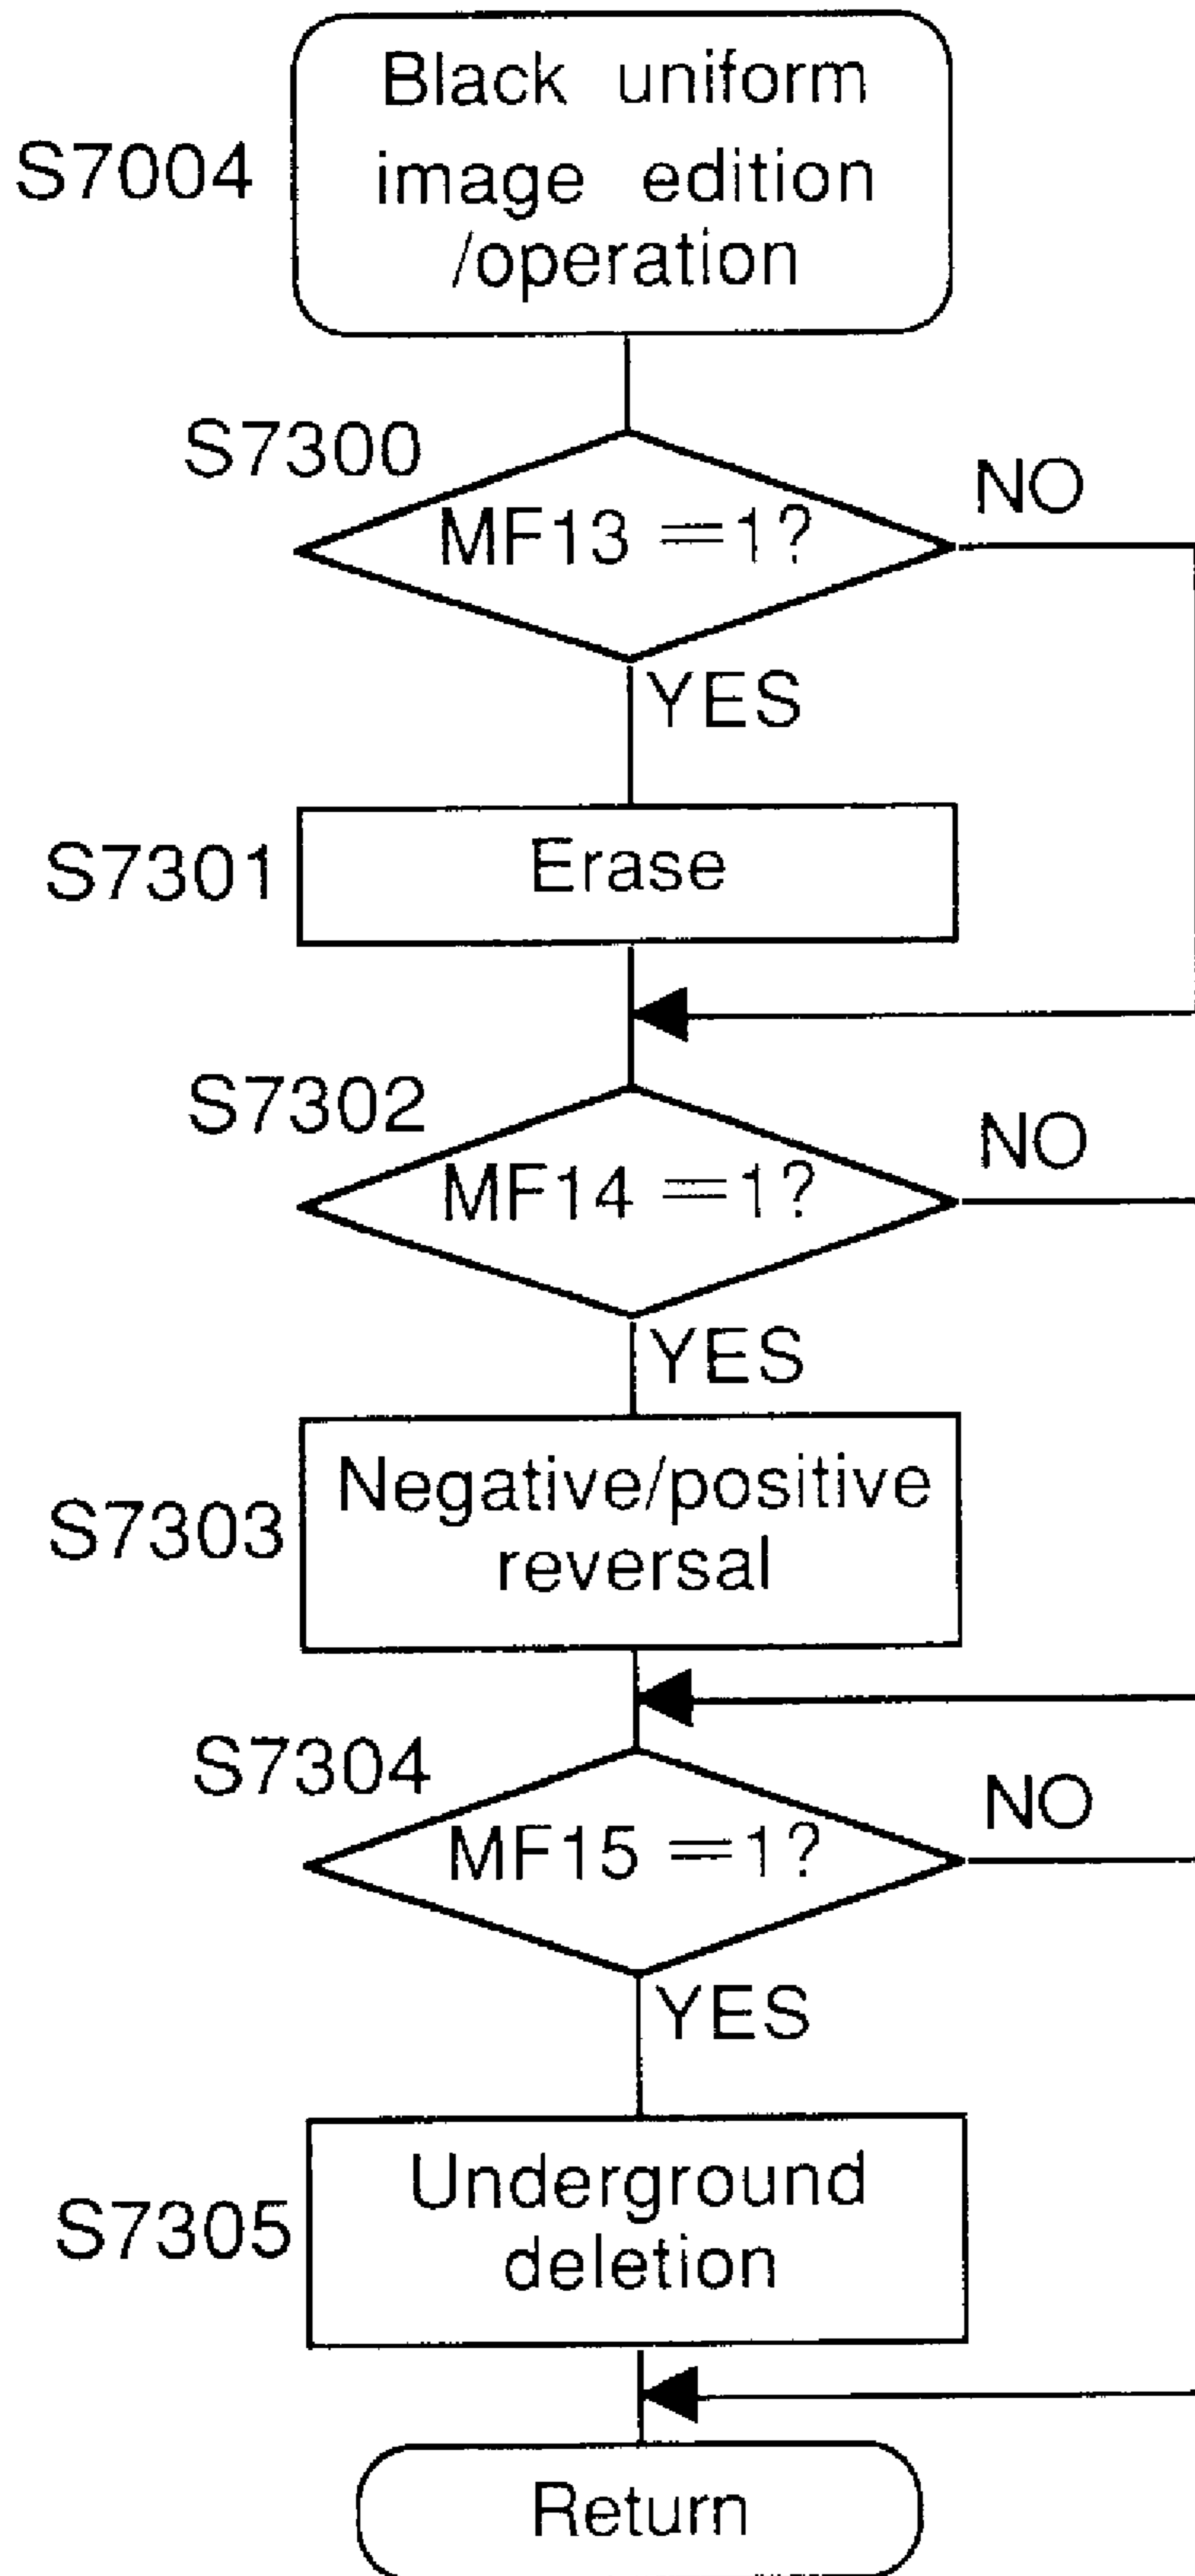 Black uniform
S7004
image edition
/operation
S7300
NO
MF13 =1?
YES
S7301
Erase
S7302
NO
MF14 =1?
YES
Negative/positive
S7303
reversal
S7304
NO
MF15 =1?
YES
Underground
S7305
deletion
Return